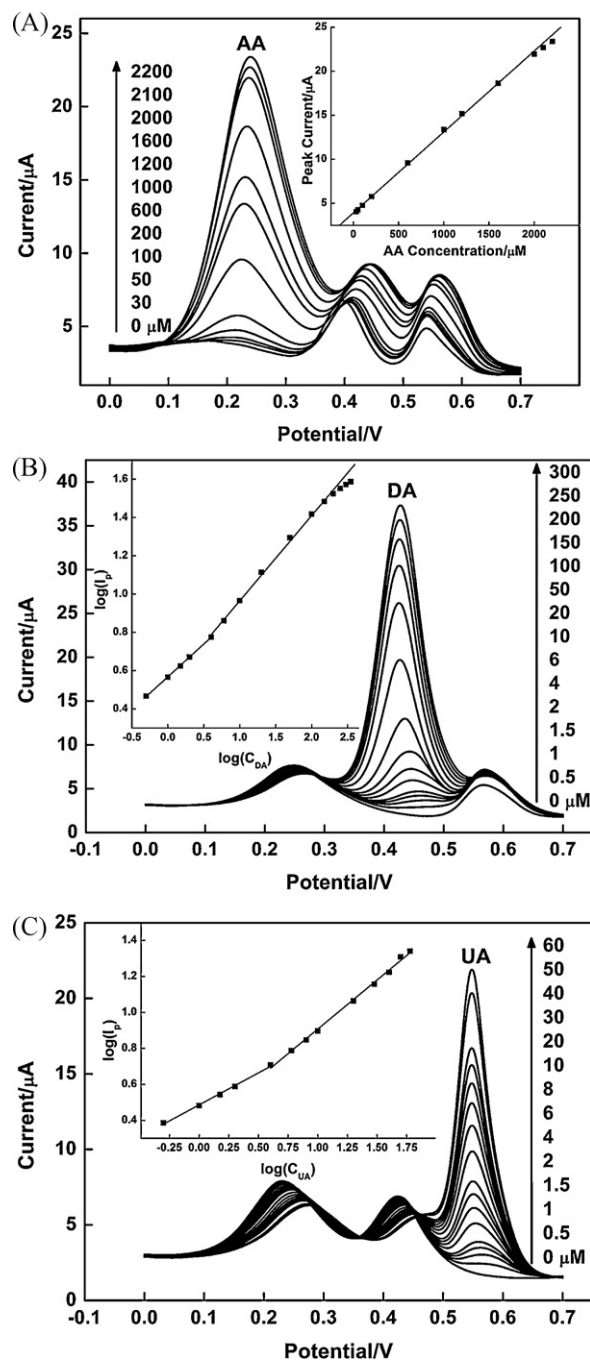 (A)
AA
2200
2100
2000
1600
1200
1000
600
200
100
50
30
0 μM
25
20
15
10
5
Current/μA
0.0 0.1 0.2 0.3 0.4 0.5 0.6 0.7
Potential/V
25
20
15
10
5
Peak Current/μA
0 500 1000 1500 2000
AA Concentration/μM
(B)
DA
300
250
200
150
100
50
20
10
6
4
2
1.5
1
0.5
0 μM
40
35
30
25
20
15
10
5
0
Current/μA
-0.1 0.0 0.1 0.2 0.3 0.4 0.5 0.6 0.7
Potential/V
1.6
1.4
1.2
1.0
0.8
0.6
0.4
log(Ip)
-0.5 0.0 0.5 1.0 1.5 2.0 2.5
log(CDA)
(C)
UA
60
50
40
30
20
10
8
6
4
2
1.5
1
0.5
0 μM
25
20
15
10
5
0
Current/μA
-0.1 0.0 0.1 0.2 0.3 0.4 0.5 0.6 0.7
Potential/V
1.4
1.2
1.0
0.8
0.6
0.4
log(Ip)
-0.25 0.00 0.25 0.50 0.75 1.00 1.25 1.50 1.75
log(CUA)